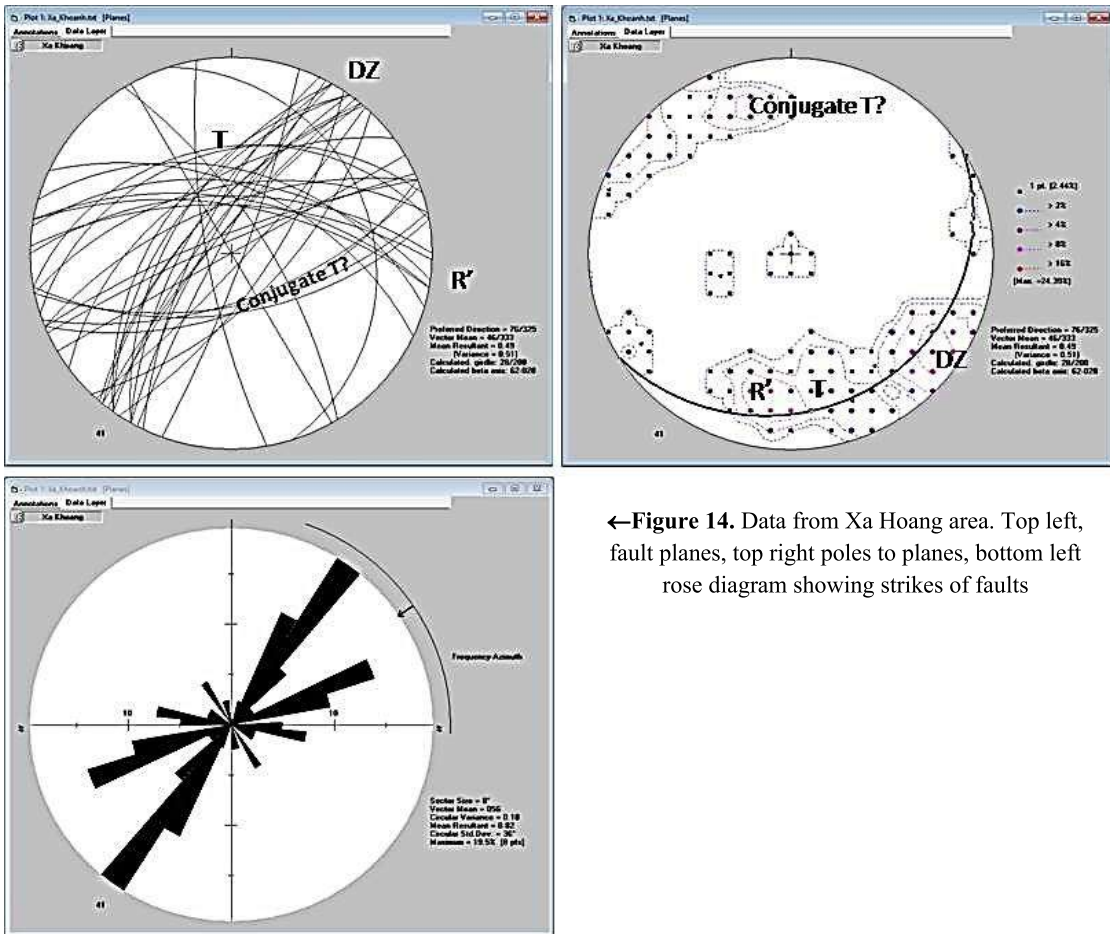 Plot 1: Xa_Khoanh.txt [Planes]
Annotations Data Layer
Xa Khoang
DZ
T
R'
Conjugate T?
Preferred Direction = 76/325
Vector Mean = 46/333
Mean Resultant = 0.49
[Variance = 0.51]
Calculated. girdle: 28/208
Calculated beta axis: 62-028
41
Plot 1: Xa_Khoanh.txt [Planes]
Annotations Data Layer
Xa Khoang
Conjugate T?
1 pt. [2.44%]
> 2%
> 4%
> 8%
> 16%
[Max. =24.39%]
DZ
R' T
Preferred Direction = 76/325
Vector Mean = 46/333
Mean Resultant = 0.49
[Variance = 0.51]
Calculated. girdle: 28/208
Calculated beta axis: 62-028
41
Plot 1: Xa_Khoanh.txt [Planes]
Annotations Data Layer
Xa Khoang
Frequency Azimuth
10 10
Sector Size = 8°
Vector Mean = 056
Circular Variance = 0.18
Mean Resultant = 0.82
Circular Std.Dev. = 36°
Maximum = 19.5% [8 pts]
41
←Figure 14. Data from Xa Hoang area. Top left,
fault planes, top right poles to planes, bottom left
rose diagram showing strikes of faults